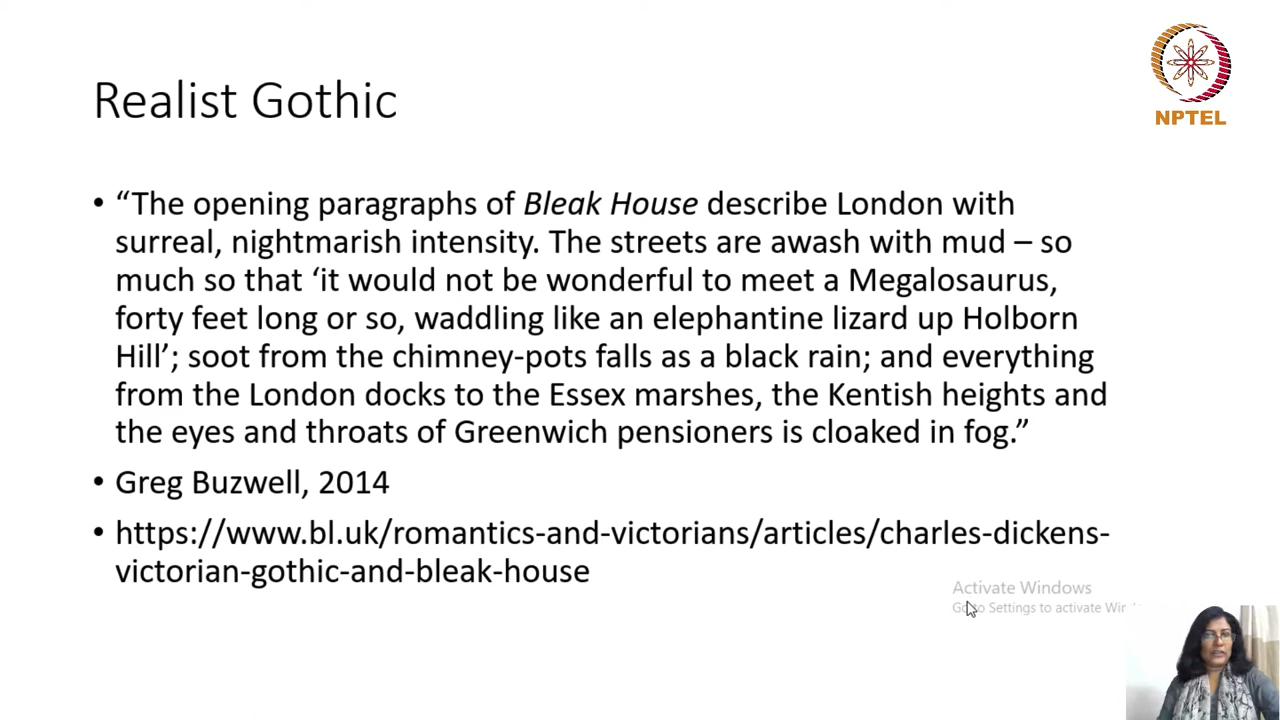 NPTEL
Realist Gothic
• “The opening paragraphs of Bleak House describe London with
surreal, nightmarish intensity. The streets are awash with mud – so
much so that ‘it would not be wonderful to meet a Megalosaurus,
forty feet long or so, waddling like an elephantine lizard up Holborn
Hill’; soot from the chimney-pots falls as a black rain; and everything
from the London docks to the Essex marshes, the Kentish heights and
the eyes and throats of Greenwich pensioners is cloaked in fog.”
• Greg Buzwell, 2014
• https://www.bl.uk/romantics-and-victorians/articles/charles-dickens-
victorian-gothic-and-bleak-house
Activate Windows
Settings to activate